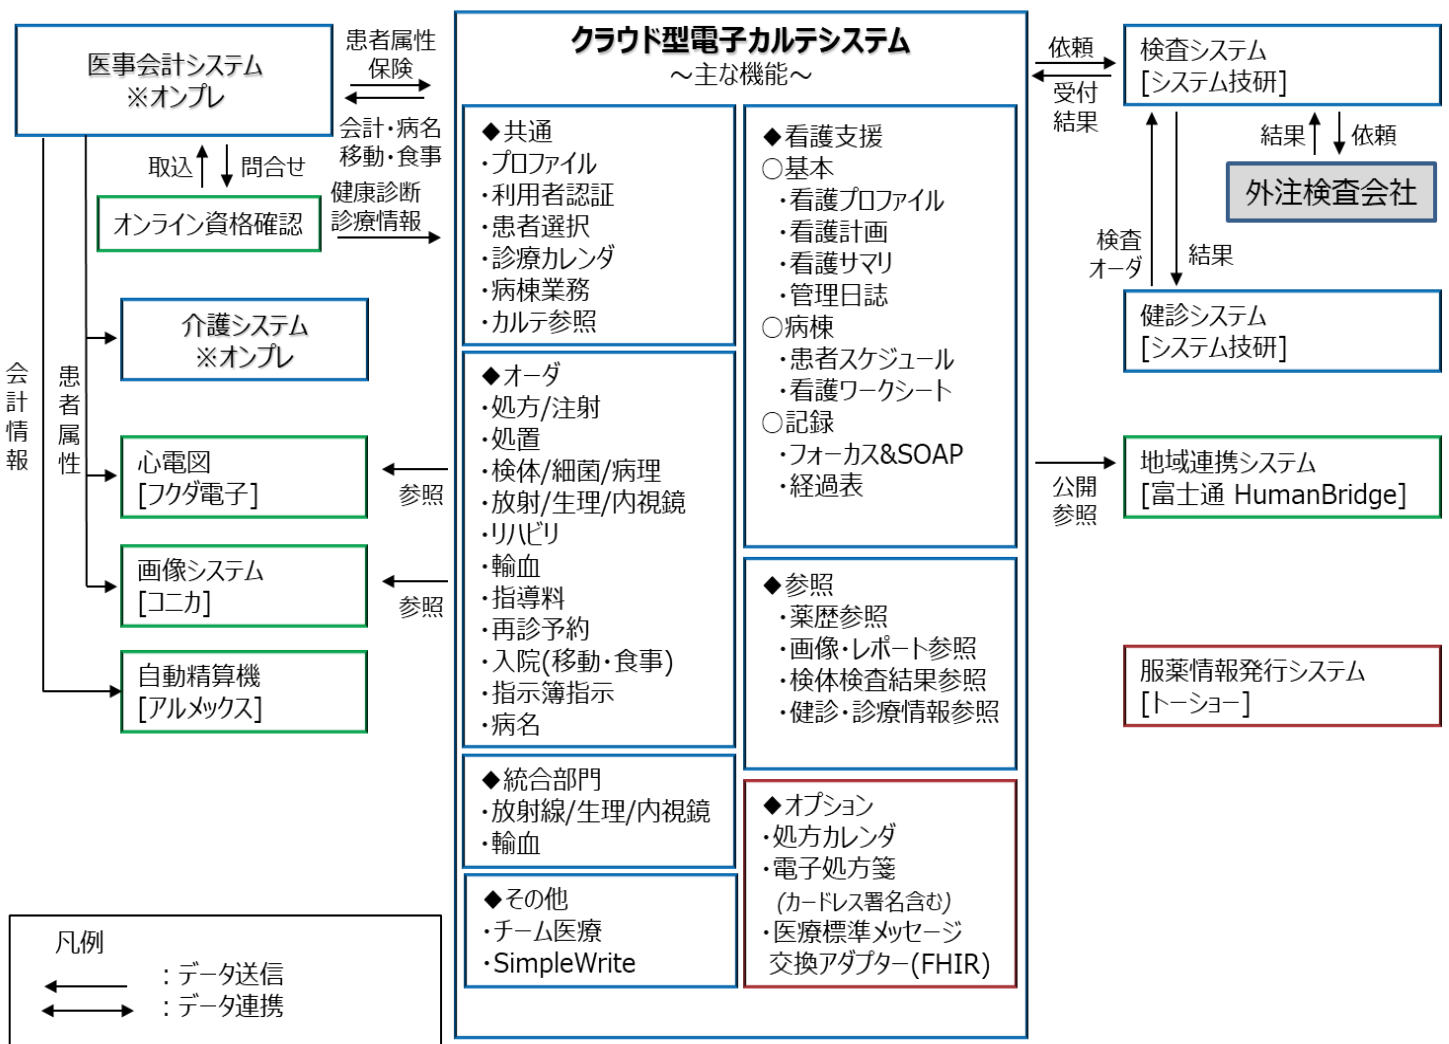 クラウド型電子カルテシステム
～主な機能～
医事会計システム
※オンプレ
患者属性
保険
会計・病名
移動・食事
取込
問合せ
オンライン資格確認
健康診断
診療情報
介護システム
※オンプレ
会計情報
患者属性
心電図
[フクダ電子]
参照
画像システム
[コニカ]
参照
自動精算機
[アルメックス]
◆共通
・プロファイル
・利用者認証
・患者選択
・診療カレンダ
・病棟業務
・カルテ参照
◆オーダ
・処方/注射
・処置
・検体/細菌/病理
・放射/生理/内視鏡
・リハビリ
・輸血
・指導料
・再診予約
・入院(移動・食事)
・指示簿指示
・病名
◆統合部門
・放射線/生理/内視鏡
・輸血
◆その他
・チーム医療
・SimpleWrite
◆看護支援
○基本
・看護プロファイル
・看護計画
・看護サマリ
・管理日誌
○病棟
・患者スケジュール
・看護ワークシート
○記録
・フォーカス&SOAP
・経過表
◆参照
・薬歴参照
・画像・レポート参照
・検体検査結果参照
・健診・診療情報参照
◆オプション
・処方カレンダ
・電子処方箋
(カードレス署名含む)
・医療標準メッセージ
交換アダプター(FHIR)
依頼
受付
結果
検査システム
[システム技研]
結果
依頼
外注検査会社
検査
オーダ
結果
健診システム
[システム技研]
公開
参照
地域連携システム
[富士通 HumanBridge]
服薬情報発行システム
[トーショー]
凡例
：データ送信
：データ連携